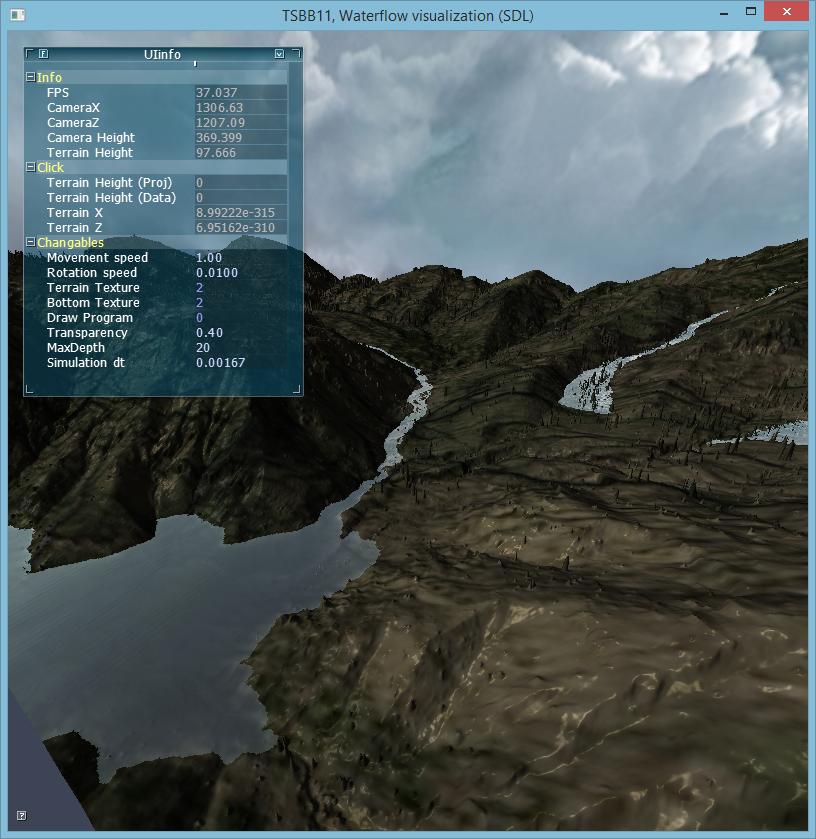 TSBB11, Waterflow visualization (SDL)
UIinfo
Info
FPS 37.037
CameraX 1306.63
CameraZ 1207.09
Camera Height 369.399
Terrain Height 97.666
Click
Terrain Height (Proj) 0
Terrain Height (Data) 0
Terrain X 8.99222e-315
Terrain Z 6.95162e-310
Changables
Movement speed 1.00
Rotation speed 0.0100
Terrain Texture 2
Bottom Texture 2
Draw Program 0
Transparency 0.40
MaxDepth 20
Simulation dt 0.00167
?